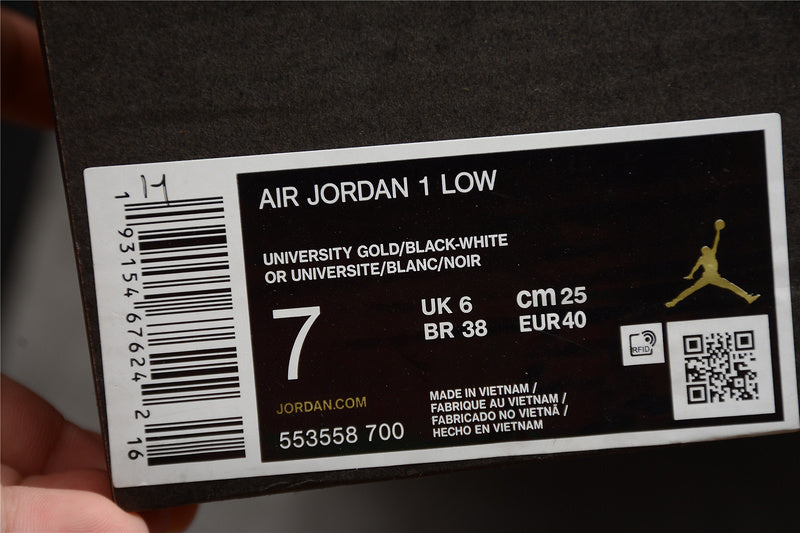 AIR JORDAN 1 LOW
UNIVERSITY GOLD/BLACK-WHITE
OR UNIVERSITE/BLANC/NOIR
7
UK 6
cm 25
BR 38
EUR 40
JORDAN.COM
553558 700
MADE IN VIETNAM /
FABRIQUE AU VIETNAM /
FABRICADO NO VIETNÃ /
HECHO EN VIETNAM
RFID
1 93154 67624 2 16